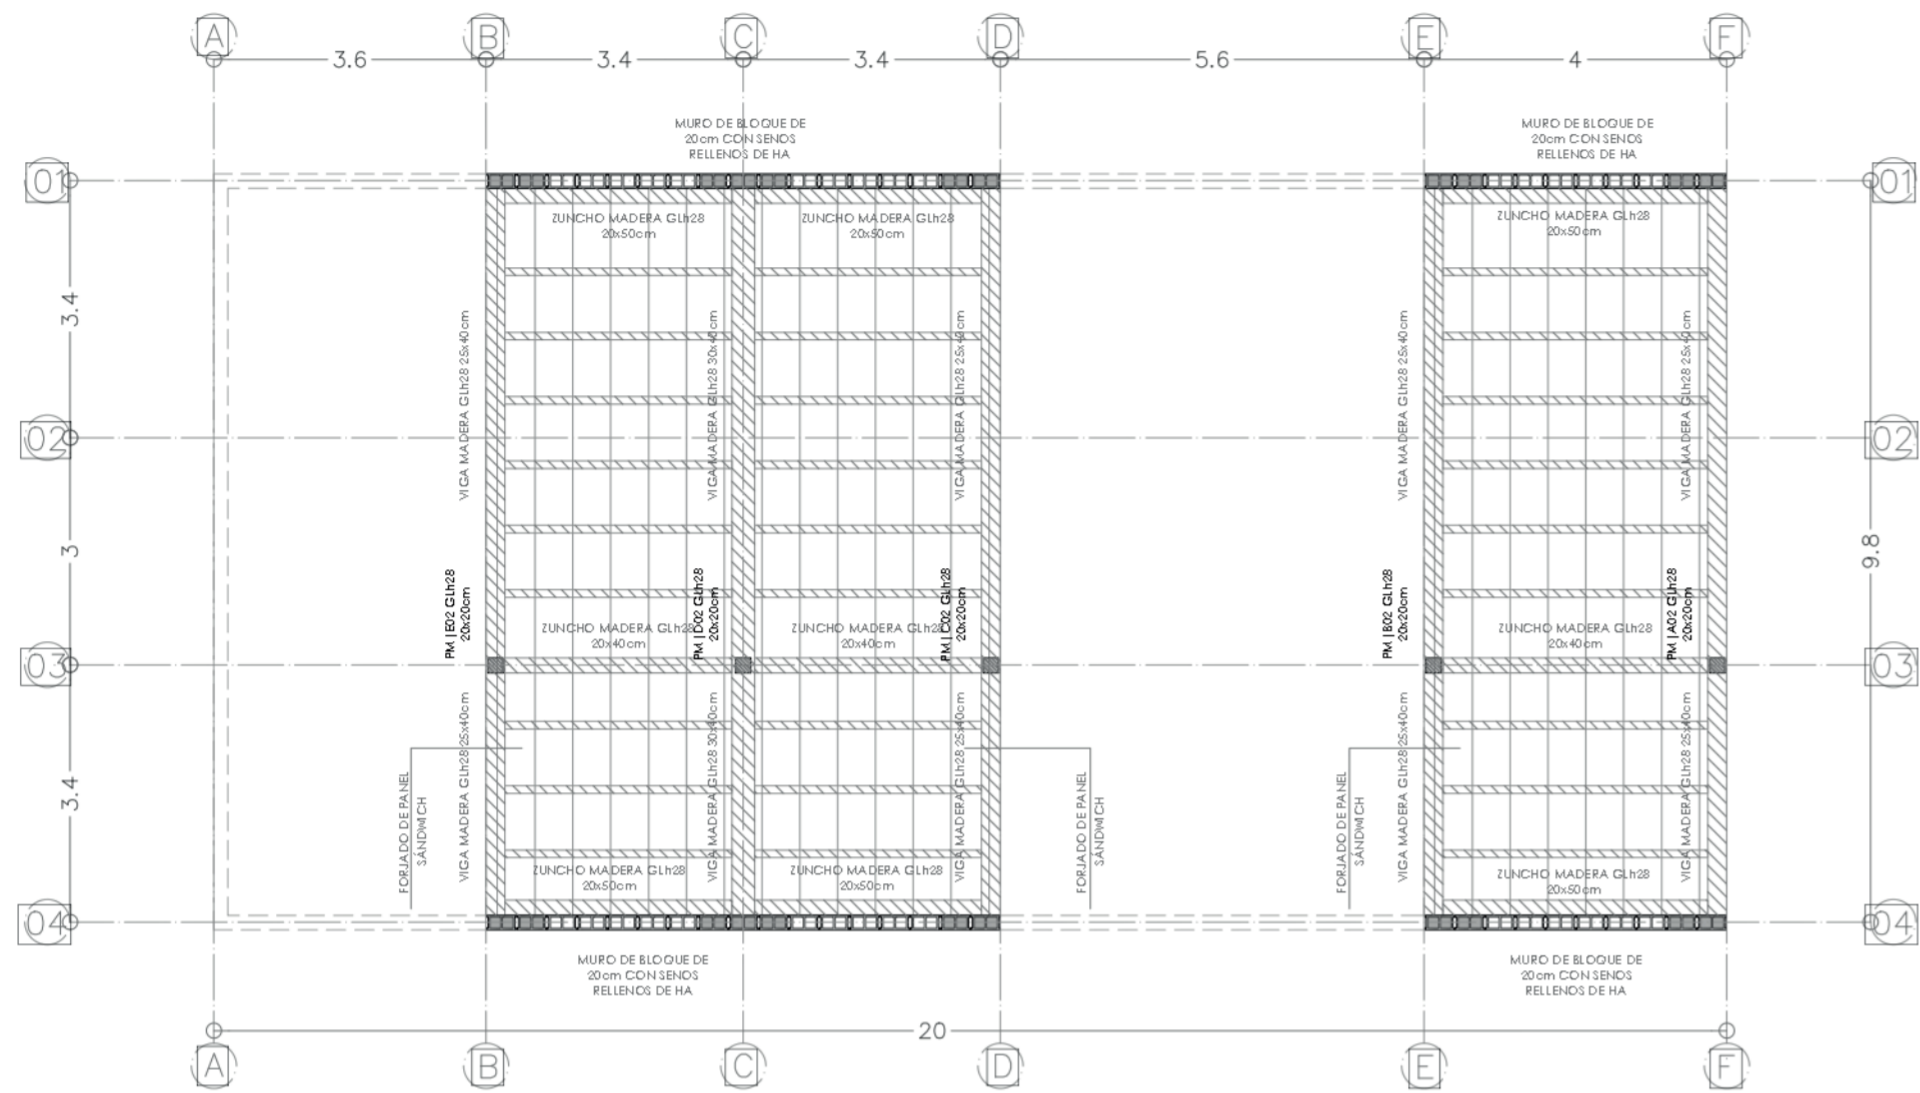 A B C D E F
3.6 3.4 3.4 5.6 4
MURO DE BLOQUE DE
20cm CON SENOS
RELLENOS DE HA
MURO DE BLOQUE DE
20cm CON SENOS
RELLENOS DE HA
01 01
ZUNCHO MADERA GLh28
20x50cm
ZUNCHO MADERA GLh28
20x50cm
ZUNCHO MADERA GLh28
20x50cm
3.4
VIGA MADERA GLh28 25x40cm
VIGA MADERA GLh28 30x40cm
VIGA MADERA GLh28 25x40cm
VIGA MADERA GLh28 25x40cm
VIGA MADERA GLh28 25x40cm
02 02
3
9.8
PM |E02 GLh28
20x20cm
PM |D02 GLh28
20x20cm
PM |C02 GLh28
20x20cm
PM |B02 GLh28
20x20cm
PM |A02 GLh28
20x20cm
ZUNCHO MADERA GLh28
20x40cm
ZUNCHO MADERA GLh28
20x40cm
ZUNCHO MADERA GLh28
20x40cm
03 03
3.4
VIGA MADERA GLh28 25x40cm
VIGA MADERA GLh28 30x40cm
VIGA MADERA GLh28 25x40cm
VIGA MADERA GLh28 25x40cm
VIGA MADERA GLh28 25x40cm
FORJADO DE PANEL
SÁNDWICH
FORJADO DE PANEL
SÁNDWICH
FORJADO DE PANEL
SÁNDWICH
ZUNCHO MADERA GLh28
20x50cm
ZUNCHO MADERA GLh28
20x50cm
ZUNCHO MADERA GLh28
20x50cm
04 04
MURO DE BLOQUE DE
20cm CON SENOS
RELLENOS DE HA
MURO DE BLOQUE DE
20cm CON SENOS
RELLENOS DE HA
20
A B C D E F